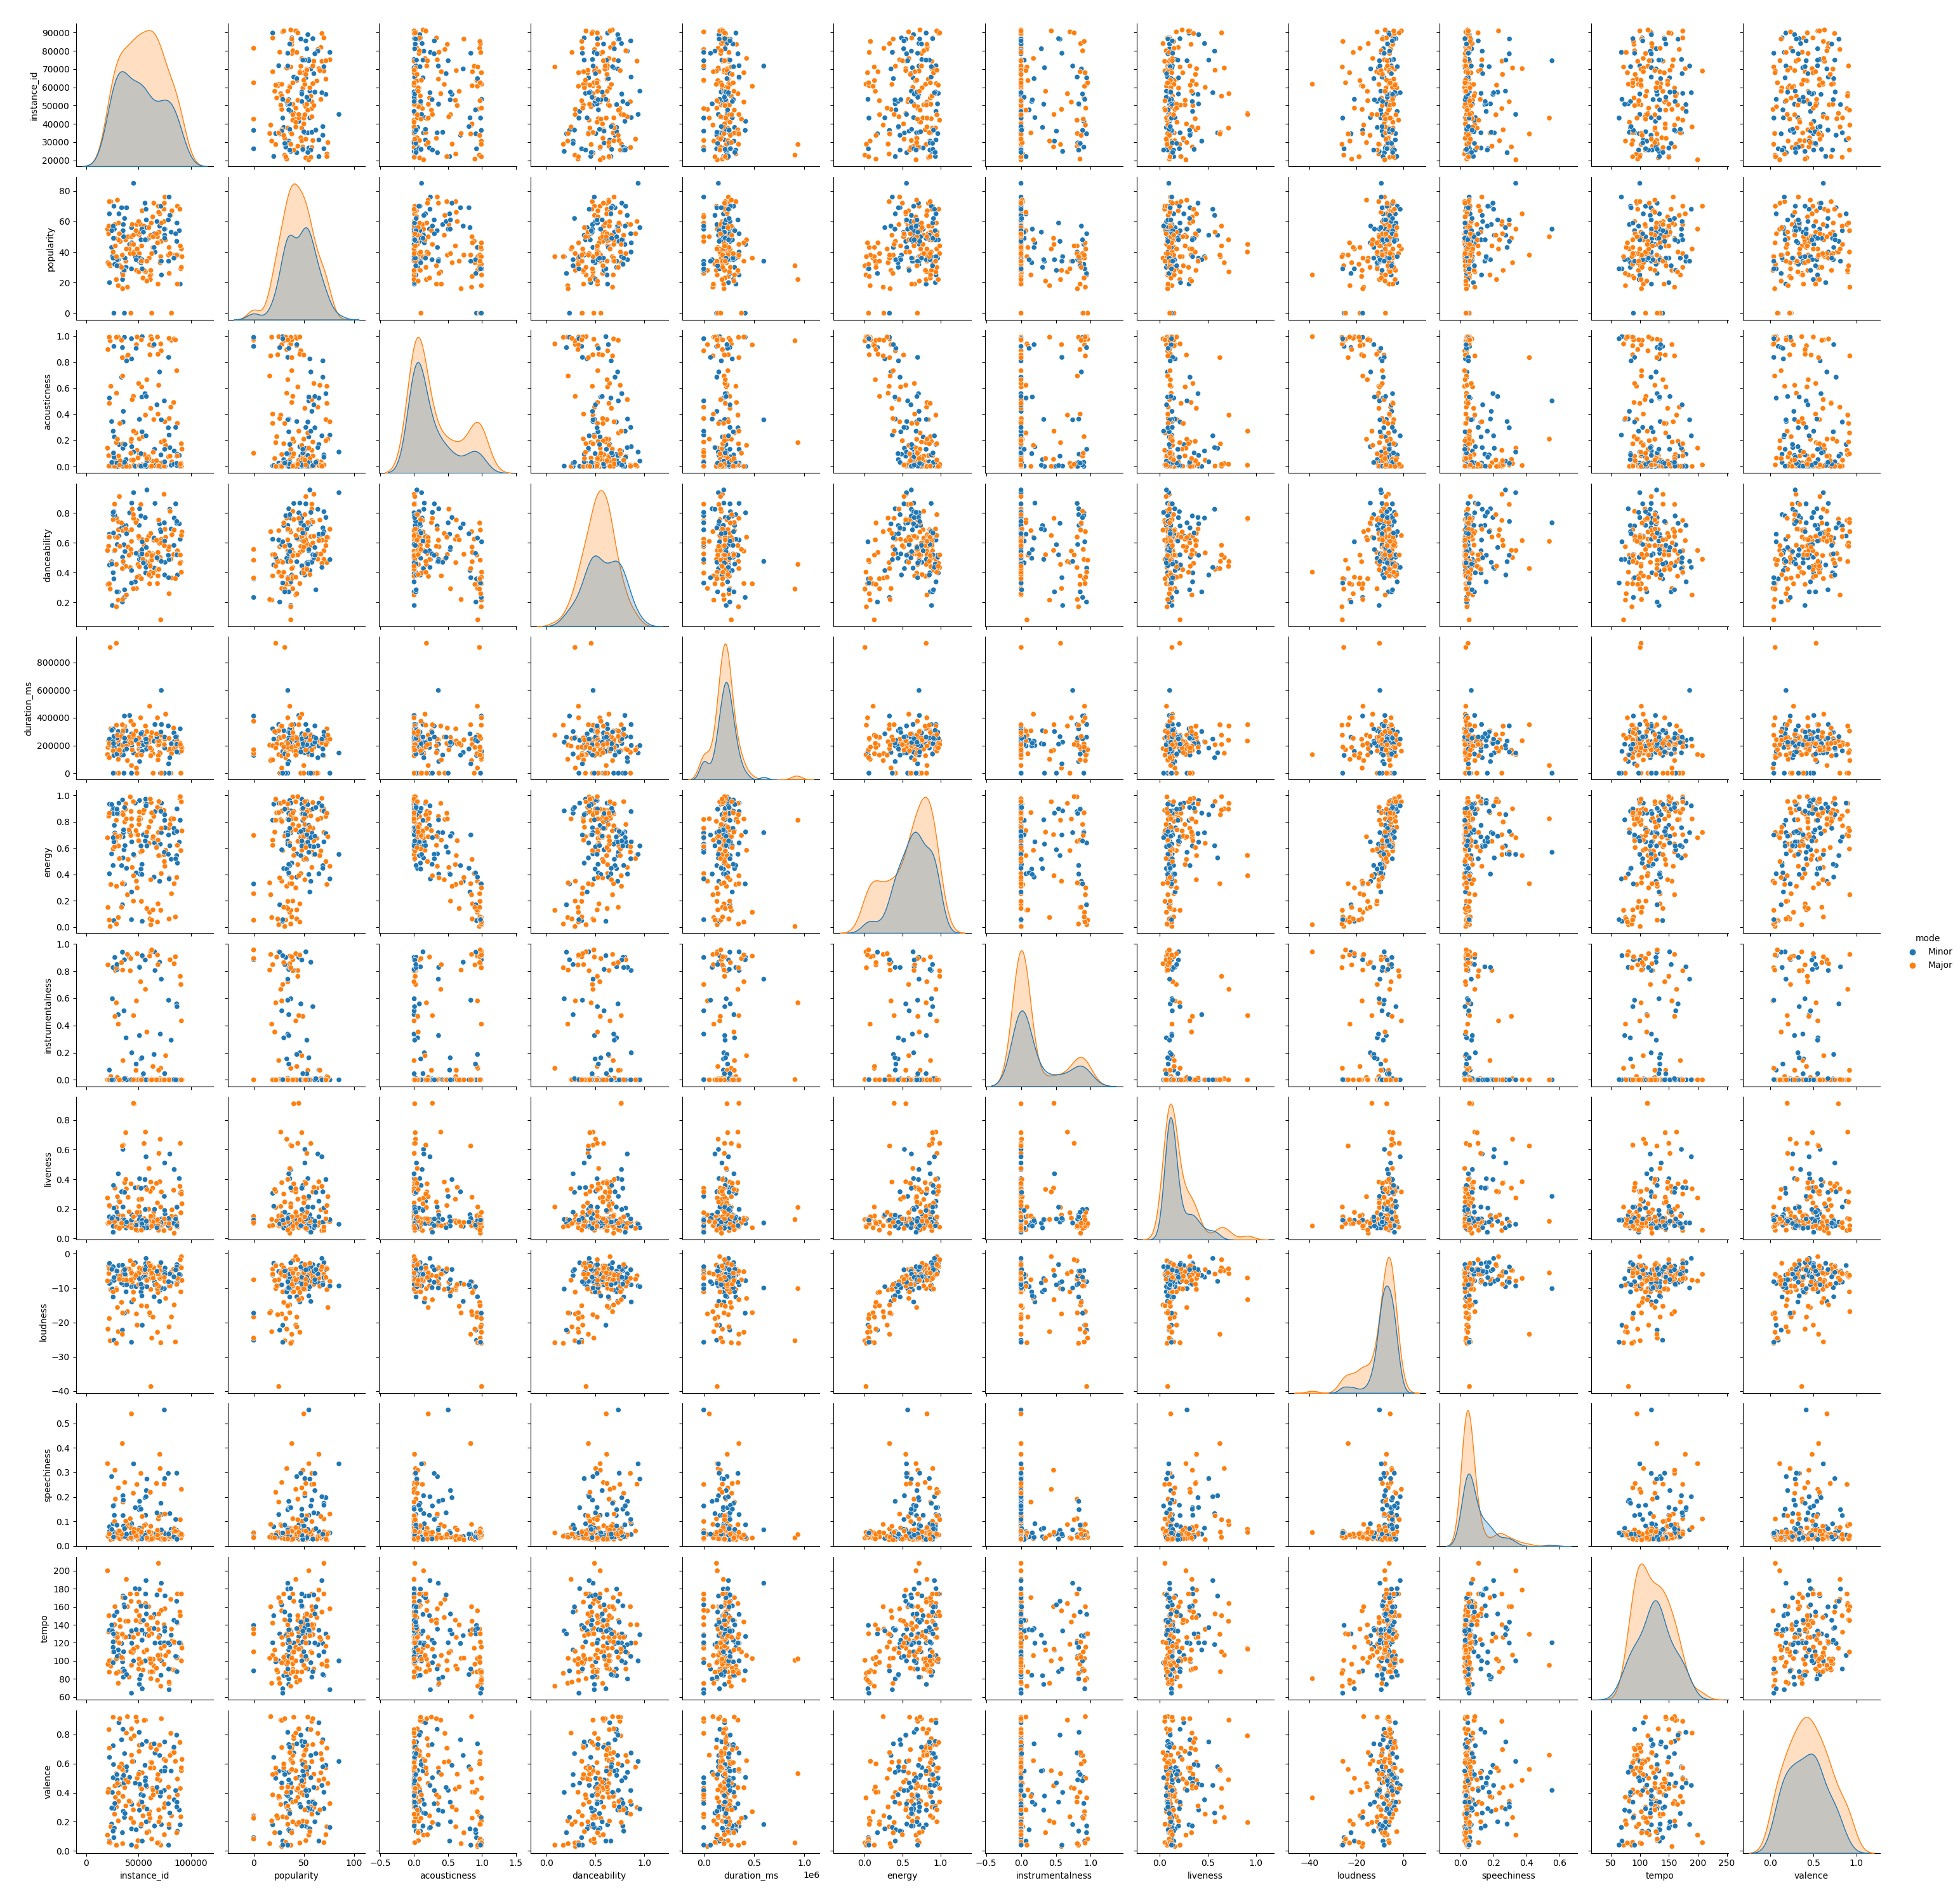 90000
80000
70000
60000
50000
40000
30000
20000
instance_id
80
60
40
20
0
popularity
1.0
0.8
0.6
0.4
0.2
0.0
acousticness
0.8
0.6
0.4
0.2
danceability
800000
600000
400000
200000
0
duration_ms
1.0
0.8
0.6
0.4
0.2
0.0
energy
1.0
0.8
0.6
0.4
0.2
0.0
instrumentalness
mode
Minor
Major
0.8
0.6
0.4
0.2
0.0
liveness
0
−10
−20
−30
−40
loudness
0.5
0.4
0.3
0.2
0.1
0.0
speechiness
200
180
160
140
120
100
80
60
tempo
0.8
0.6
0.4
0.2
0.0
valence
0 50000 100000
0 50 100
−0.5 0.0 0.5 1.0 1.5
0.0 0.5 1.0
0.0 0.5 1.0
1e6
0.0 0.5 1.0
−0.5 0.0 0.5 1.0
0.0 0.5 1.0
−40 −20 0
0.0 0.2 0.4 0.6
50 100 150 200 250
0.0 0.5 1.0
instance_id popularity acousticness danceability duration_ms energy instrumentalness liveness loudness speechiness tempo valence